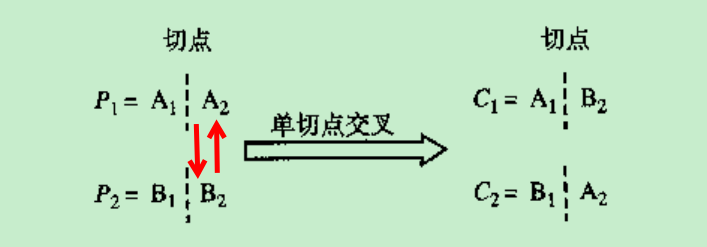 切点 切点
P₁ = A₁ A₂ C₁ = A₁ B₂
单切点交叉
P₂ = B₁ B₂ C₂ = B₁ A₂